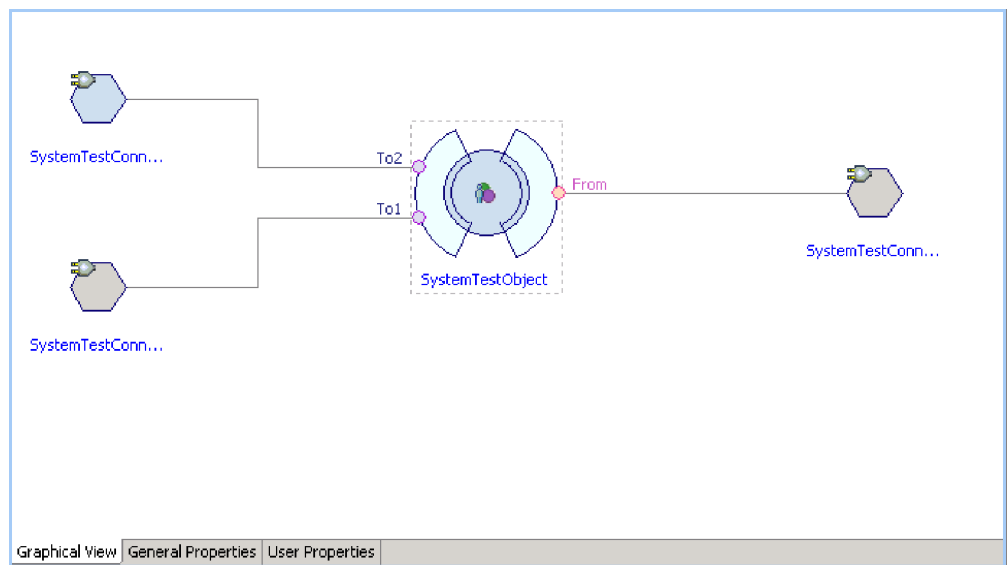 SystemTestConn...
To2
To1
From
SystemTestObject
SystemTestConn...
SystemTestConn...
Graphical View General Properties User Properties